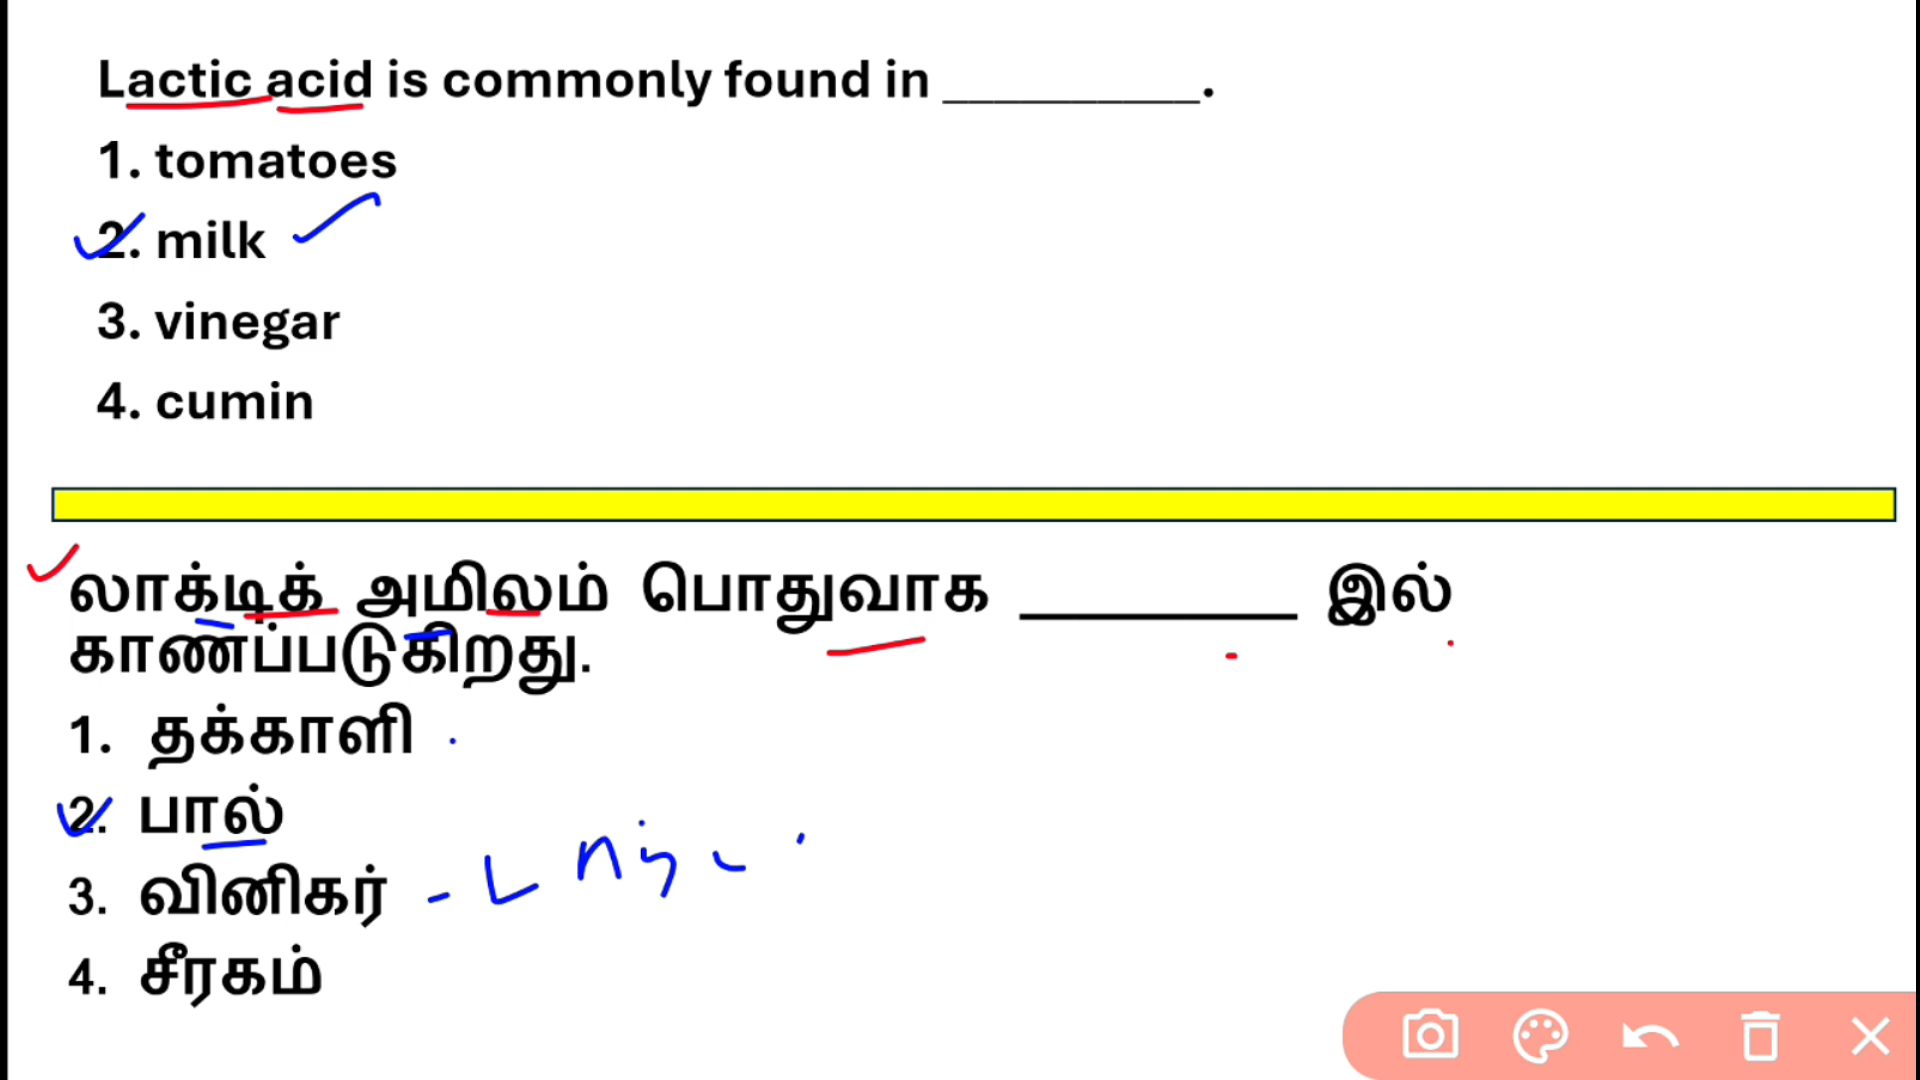 Lactic acid is commonly found in __________.
1. tomatoes
2. milk
3. vinegar
4. cumin
லாக்டிக் அமிலம் பொதுவாக _________ இல்
காணப்படுகிறது.
1. தக்காளி
2. பால்
3. வினிகர்
4. சீரகம்